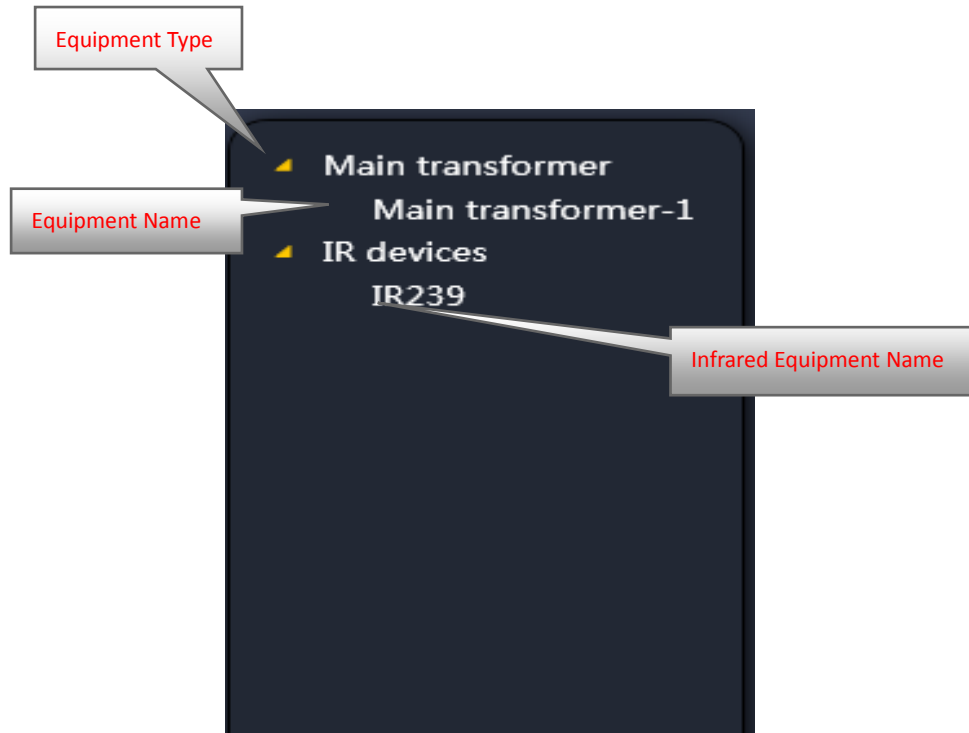 Equipment Type
Main transformer
Equipment Name
Main transformer-1
IR devices
IR239
Infrared Equipment Name